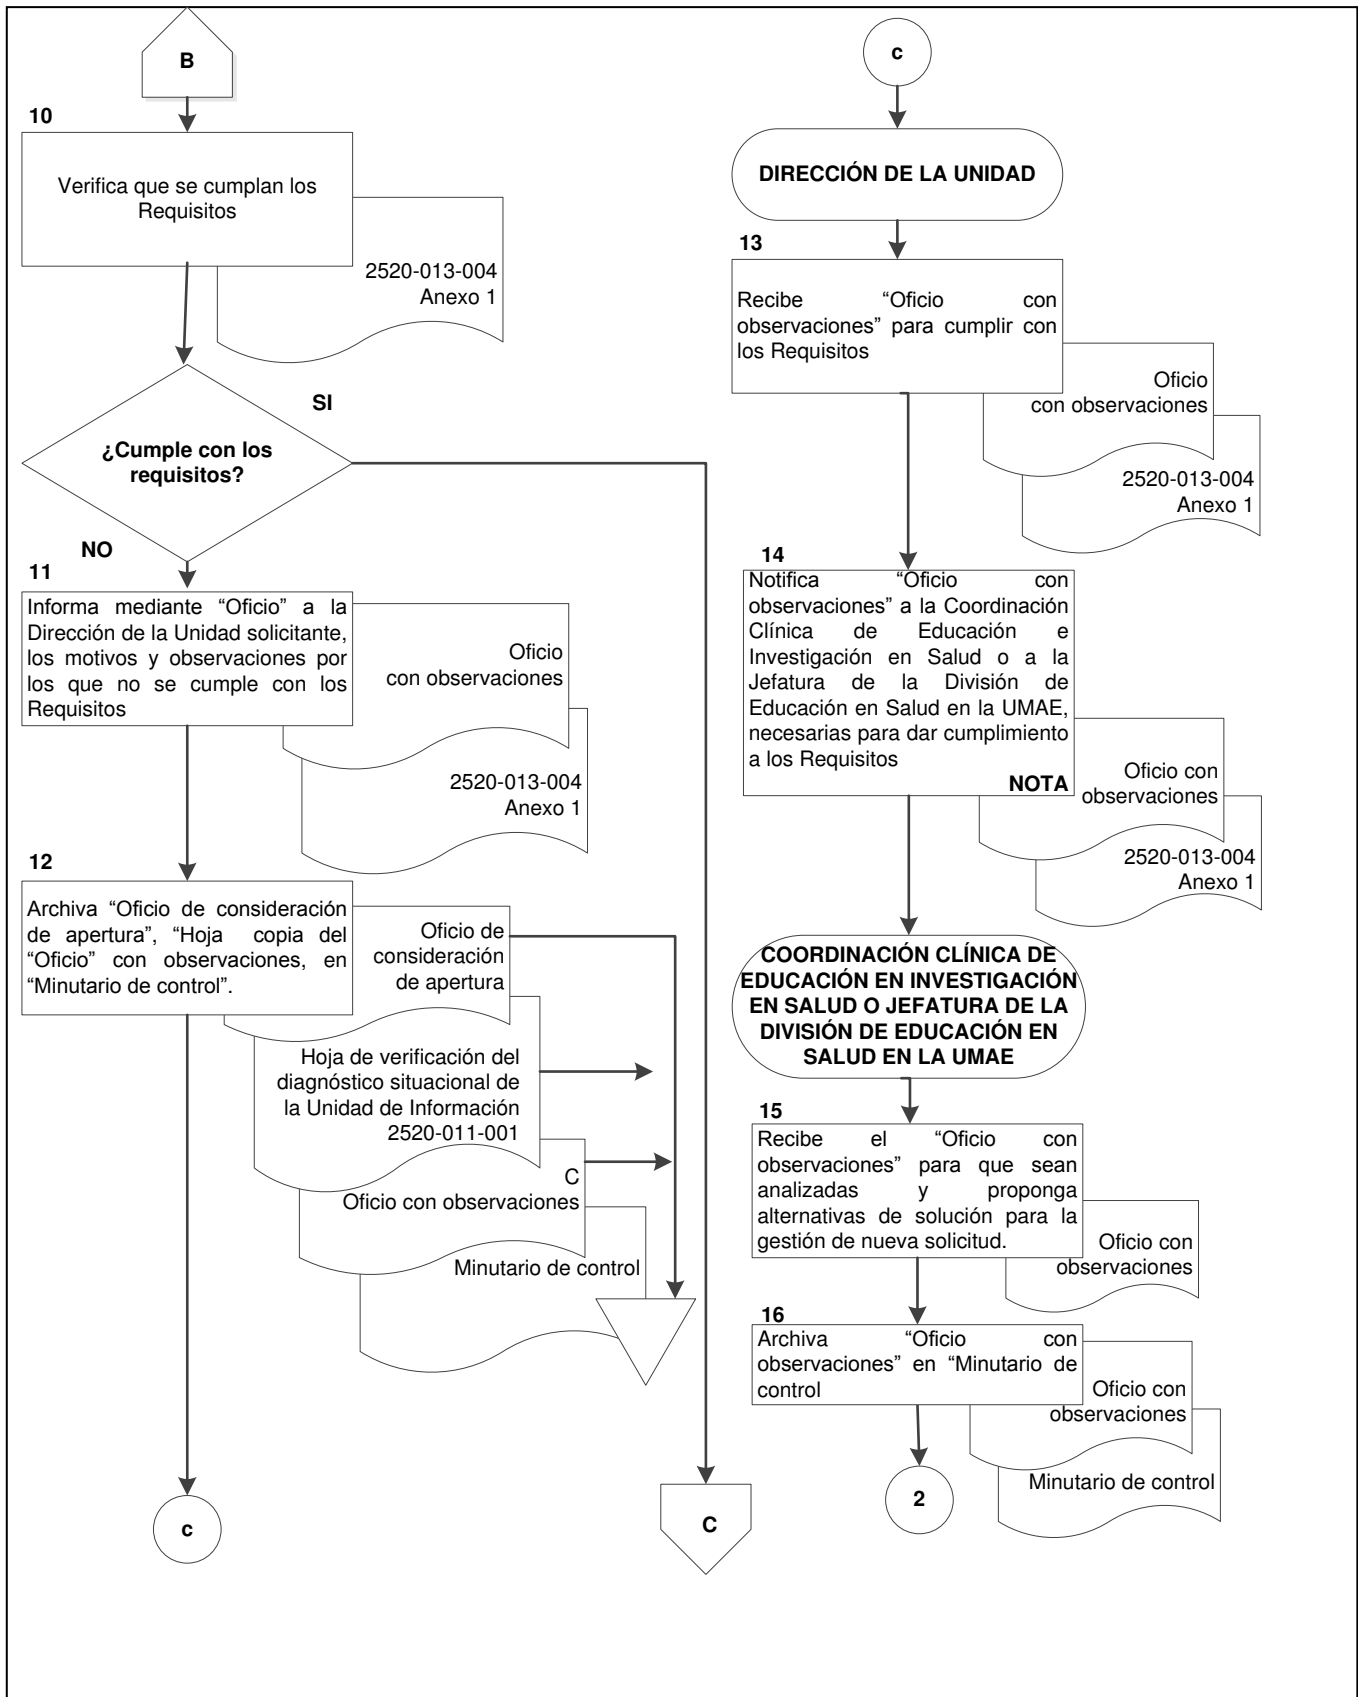 B
10
Verifica que se cumplan los
Requisitos
2520-013-004
Anexo 1
SI
¿Cumple con los
requisitos?
NO
11
Informa mediante “Oficio” a la
Dirección de la Unidad solicitante,
los motivos y observaciones por
los que no se cumple con los
Requisitos
Oficio
con observaciones
2520-013-004
Anexo 1
12
Archiva “Oficio de consideración
de apertura”, “Hoja copia del
“Oficio” con observaciones, en
“Minutario de control”.
Oficio de
consideración
de apertura
Hoja de verificación del
diagnóstico situacional de
la Unidad de Información
2520-011-001
C
Oficio con observaciones
Minutario de control
c
C
c
DIRECCIÓN DE LA UNIDAD
13
Recibe “Oficio con
observaciones” para cumplir con
los Requisitos
Oficio
con observaciones
2520-013-004
Anexo 1
14
Notifica “Oficio con
observaciones” a la Coordinación
Clínica de Educación e
Investigación en Salud o a la
Jefatura de la División de
Educación en Salud en la UMAE,
necesarias para dar cumplimiento
a los Requisitos
NOTA
Oficio con
observaciones
2520-013-004
Anexo 1
COORDINACIÓN CLÍNICA DE
EDUCACIÓN EN INVESTIGACIÓN
EN SALUD O JEFATURA DE LA
DIVISIÓN DE EDUCACIÓN EN
SALUD EN LA UMAE
15
Recibe el “Oficio con
observaciones” para que sean
analizadas y proponga
alternativas de solución para la
gestión de nueva solicitud.
Oficio con
observaciones
16
Archiva “Oficio con
observaciones” en “Minutario de
control
Oficio con
observaciones
Minutario de control
2